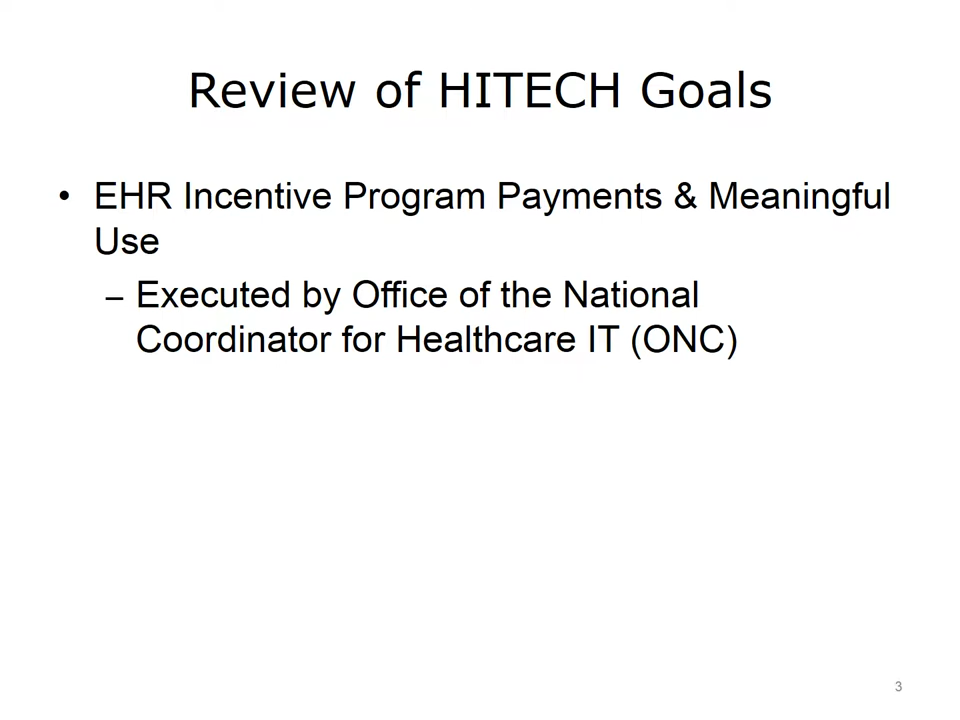 Review of HITECH Goals
• EHR Incentive Program Payments & Meaningful
Use
– Executed by Office of the National
Coordinator for Healthcare IT (ONC)
3